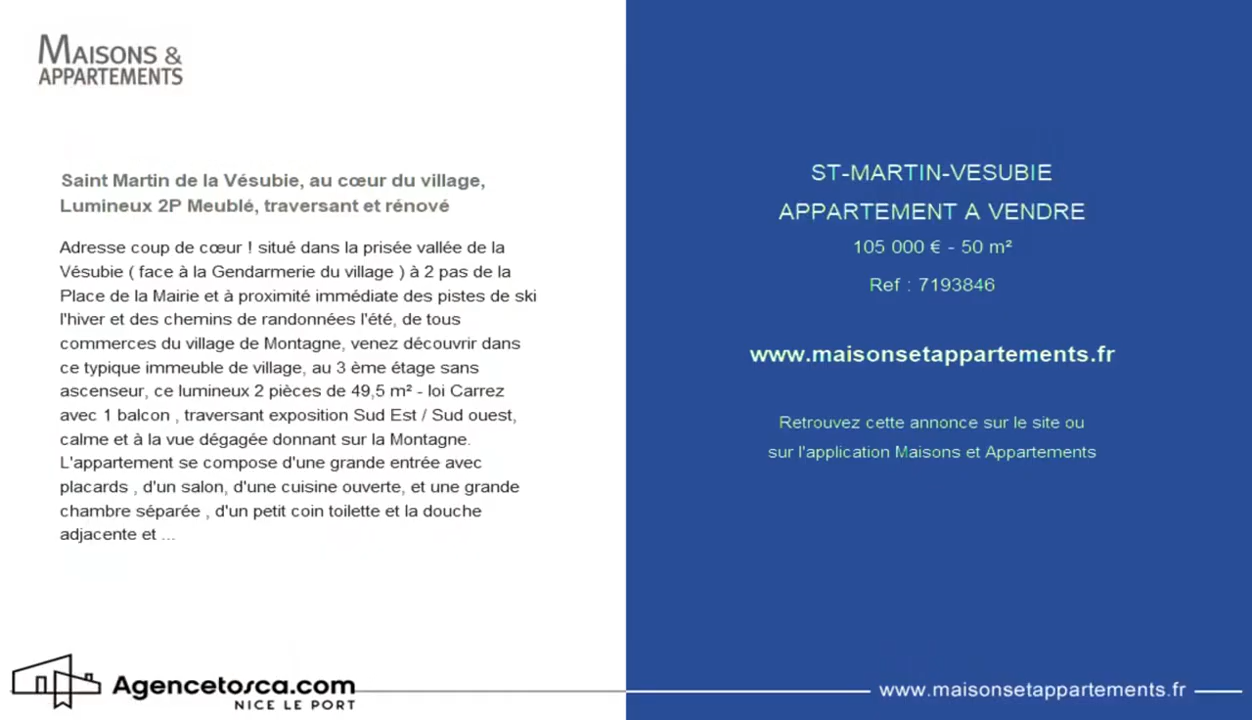 MAISONS &
APPARTEMENTS
Saint Martin de la Vésubie, au cœur du village,
Lumineux 2P Meublé, traversant et rénové
Adresse coup de cœur ! situé dans la prisée vallée de la
Vésubie ( face à la Gendarmerie du village ) à 2 pas de la
Place de la Mairie et à proximité immédiate des pistes de ski
l'hiver et des chemins de randonnées l'été, de tous
commerces du village de Montagne, venez découvrir dans
ce typique immeuble de village, au 3 ème étage sans
ascenseur, ce lumineux 2 pièces de 49,5 m² - loi Carrez
avec 1 balcon , traversant exposition Sud Est / Sud ouest,
calme et à la vue dégagée donnant sur la Montagne.
L'appartement se compose d'une grande entrée avec
placards , d'un salon, d'une cuisine ouverte, et une grande
chambre séparée , d'un petit coin toilette et la douche
adjacente et ...
Agencetosca.com
NICE LE PORT
ST-MARTIN-VESUBIE
APPARTEMENT A VENDRE
105 000 € - 50 m²
Ref : 7193846
www.maisonsetappartements.fr
Retrouvez cette annonce sur le site ou
sur l'application Maisons et Appartements
www.maisonsetappartements.fr